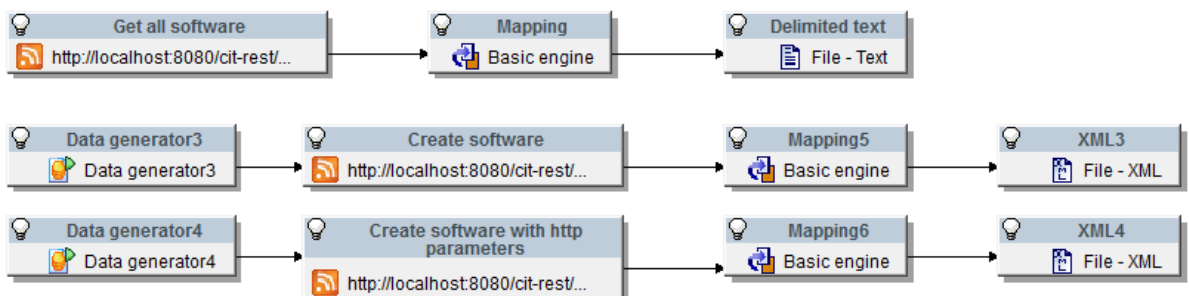 Get all software
http://localhost:8080/cit-rest/...
Mapping
Basic engine
Delimited text
File - Text
Data generator3
Data generator3
Create software
http://localhost:8080/cit-rest/...
Mapping5
Basic engine
XML3
File - XML
Data generator4
Data generator4
Create software with http
parameters
http://localhost:8080/cit-rest/...
Mapping6
Basic engine
XML4
File - XML